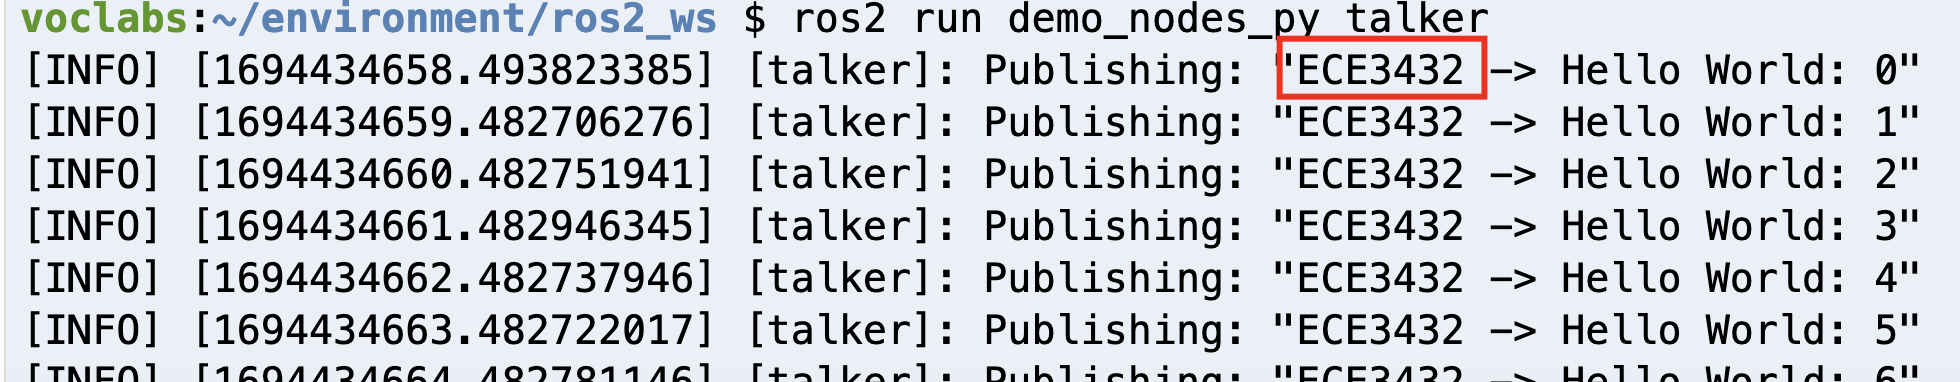 voclabs:~/environment/ros2_ws $ ros2 run demo_nodes_py talker
[INFO] [1694434658.493823385] [talker]: Publishing: "ECE3432 -> Hello World: 0"
[INFO] [1694434659.482706276] [talker]: Publishing: "ECE3432 -> Hello World: 1"
[INFO] [1694434660.482751941] [talker]: Publishing: "ECE3432 -> Hello World: 2"
[INFO] [1694434661.482946345] [talker]: Publishing: "ECE3432 -> Hello World: 3"
[INFO] [1694434662.482737946] [talker]: Publishing: "ECE3432 -> Hello World: 4"
[INFO] [1694434663.482722017] [talker]: Publishing: "ECE3432 -> Hello World: 5"
[INFO] [1694434664.482781146] [talker]: Publishing: "ECE3432 -> Hello World: 6"